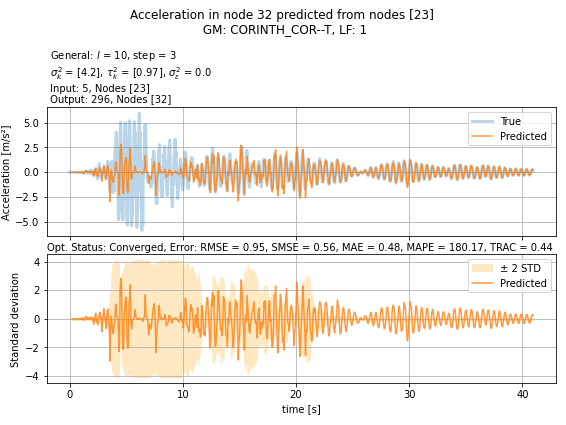 Acceleration in node 32 predicted from nodes [23]
GM: CORINTH_COR--T, LF: 1
General: l = 10, step = 3
σ²ₖ = [4.2], τ²ₖ = [0.97], σ²ε = 0.0
Input: 5, Nodes [23]
Output: 296, Nodes [32]
Acceleration [m/s²]
5.0
2.5
0.0
−2.5
−5.0
True
Predicted
Opt. Status: Converged, Error: RMSE = 0.95, SMSE = 0.56, MAE = 0.48, MAPE = 180.17, TRAC = 0.44
Standard deviation
4
2
0
−2
−4
± 2 STD
Predicted
0
10
20
30
40
time [s]